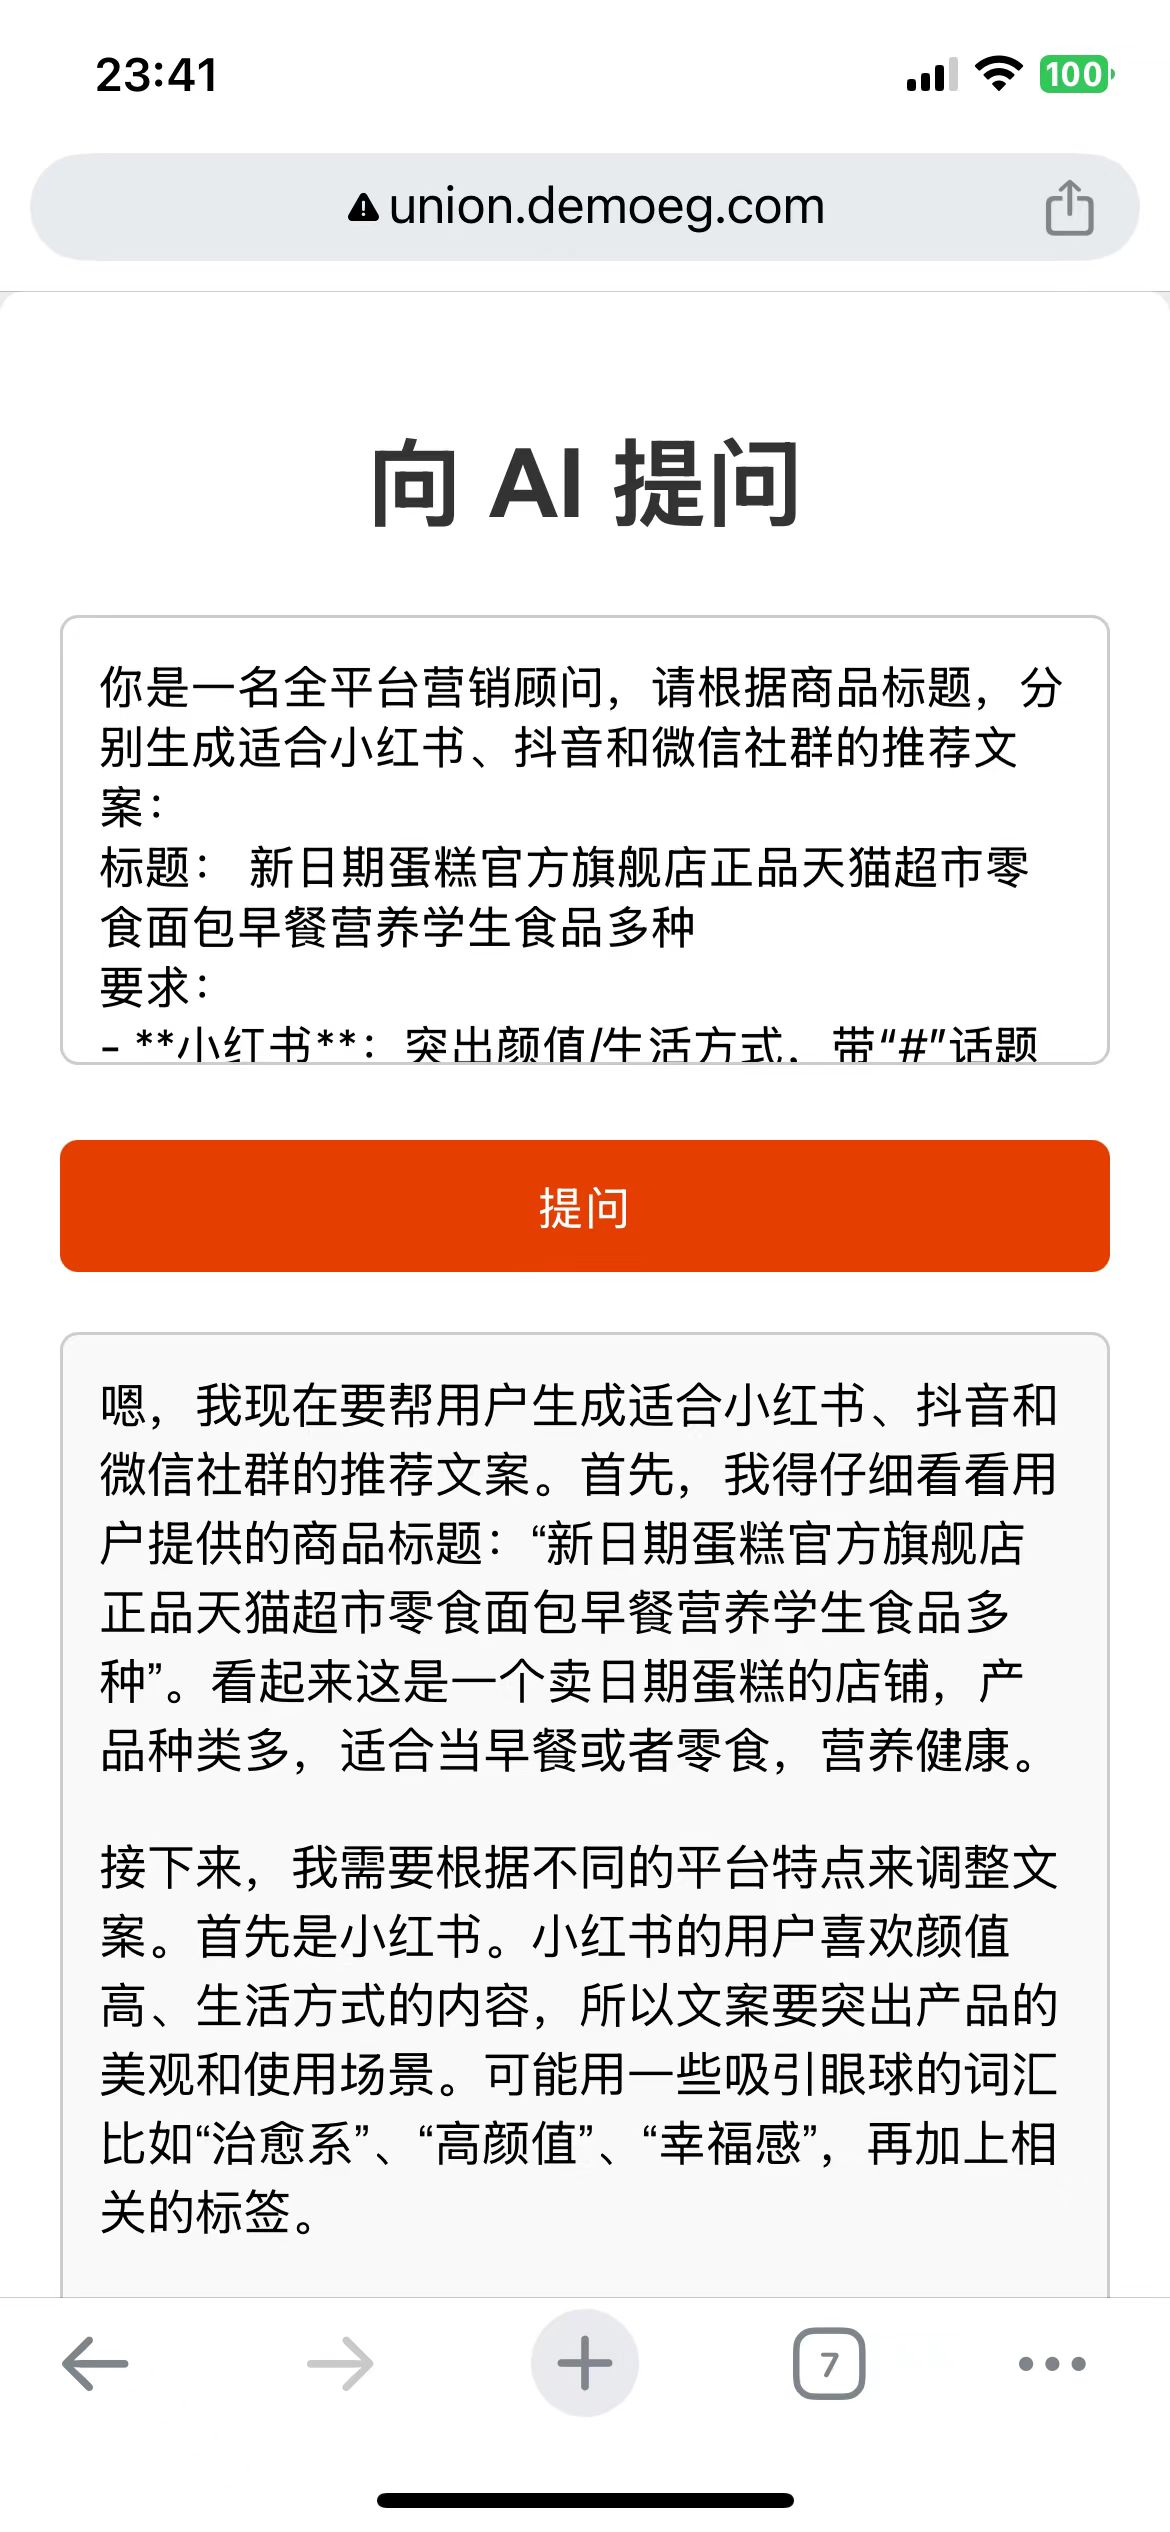 23:41
100
union.demoeg.com
向 AI 提问
你是一名全平台营销顾问，请根据商品标题，分
别生成适合小红书、抖音和微信社群的推荐文
案：
标题： 新日期蛋糕官方旗舰店正品天猫超市零
食面包早餐营养学生食品多种
要求：
- **小红书**：突出颜值/生活方式，带“#”话题
提问
嗯，我现在要帮用户生成适合小红书、抖音和
微信社群的推荐文案。首先，我得仔细看看用
户提供的商品标题：“新日期蛋糕官方旗舰店
正品天猫超市零食面包早餐营养学生食品多
种”。看起来这是一个卖日期蛋糕的店铺，产
品种类多，适合当早餐或者零食，营养健康。
接下来，我需要根据不同的平台特点来调整文
案。首先是小红书。小红书的用户喜欢颜值
高、生活方式的内容，所以文案要突出产品的
美观和使用场景。可能用一些吸引眼球的词汇
比如“治愈系”、“高颜值”、“幸福感”，再加上相
关的标签。
7